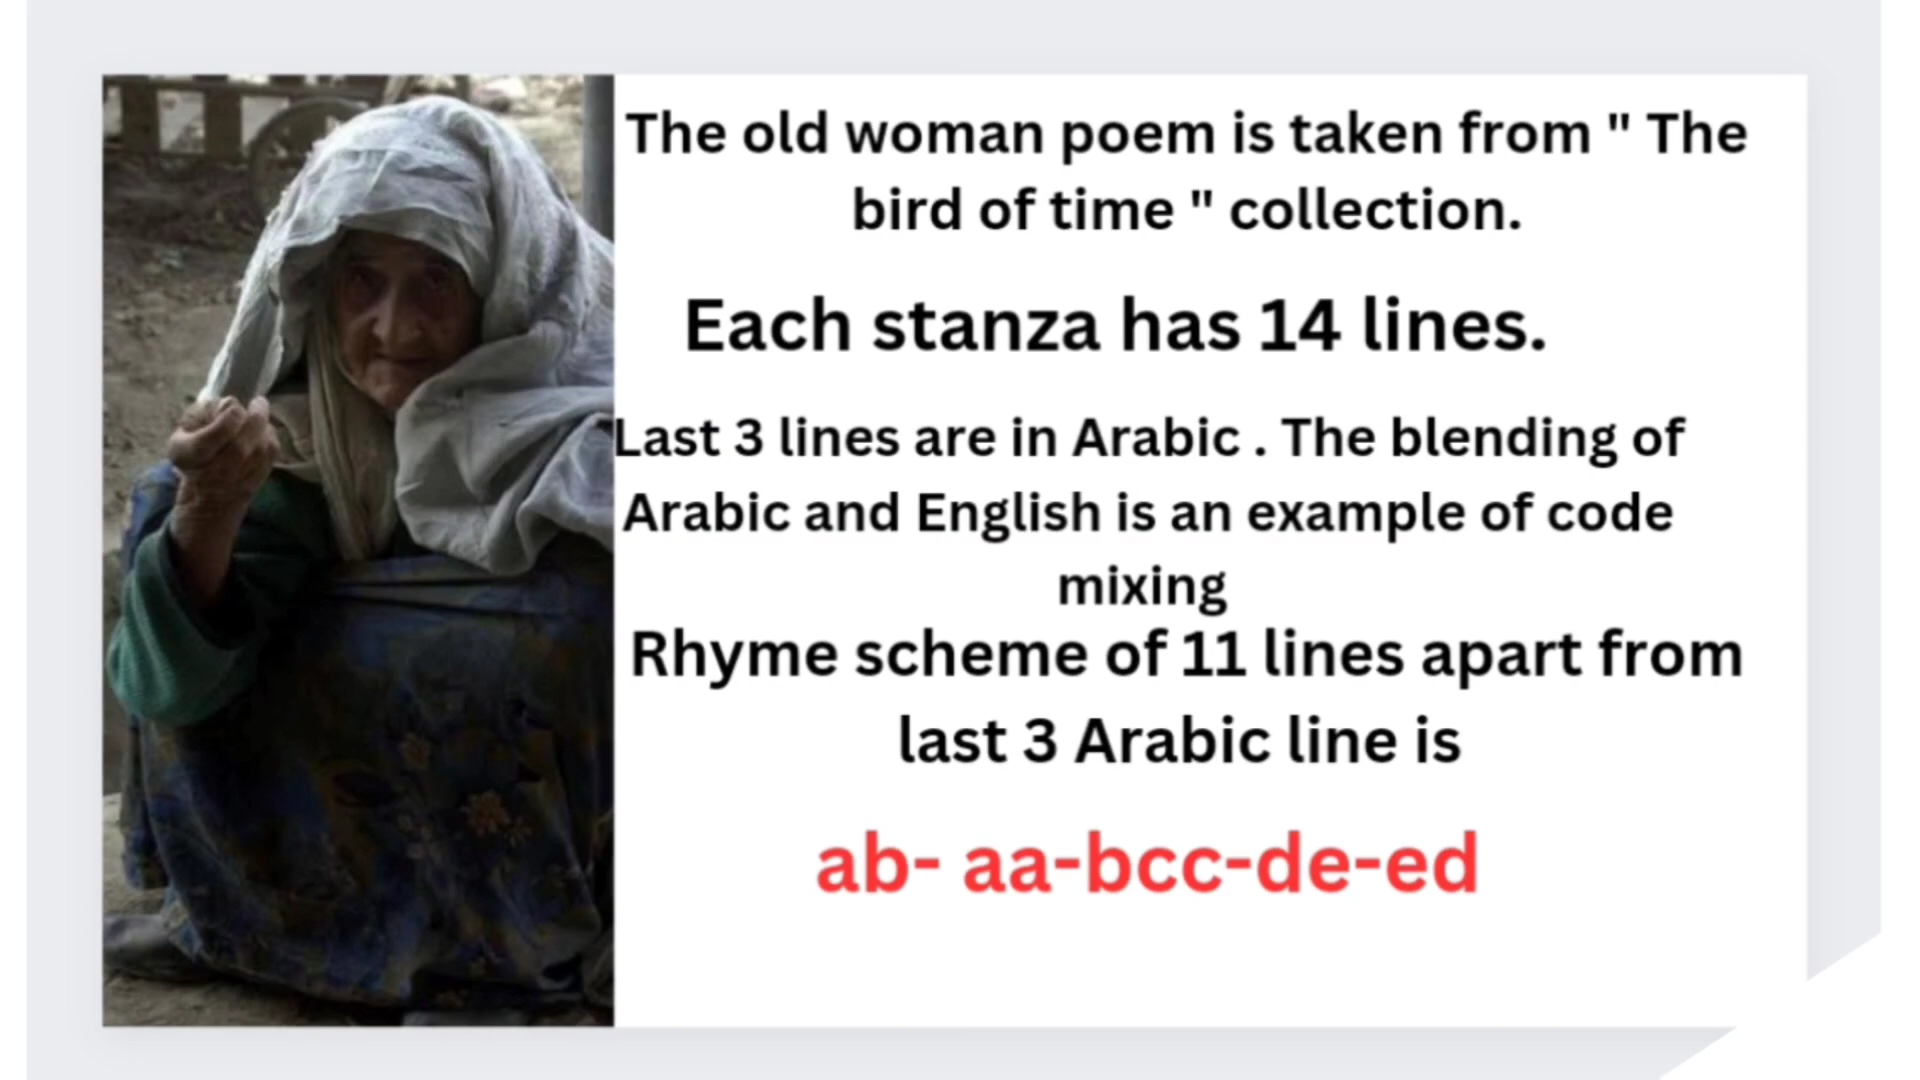 The old woman poem is taken from " The
bird of time " collection.
Each stanza has 14 lines.
Last 3 lines are in Arabic . The blending of
Arabic and English is an example of code
mixing
Rhyme scheme of 11 lines apart from
last 3 Arabic line is
ab- aa-bcc-de-ed